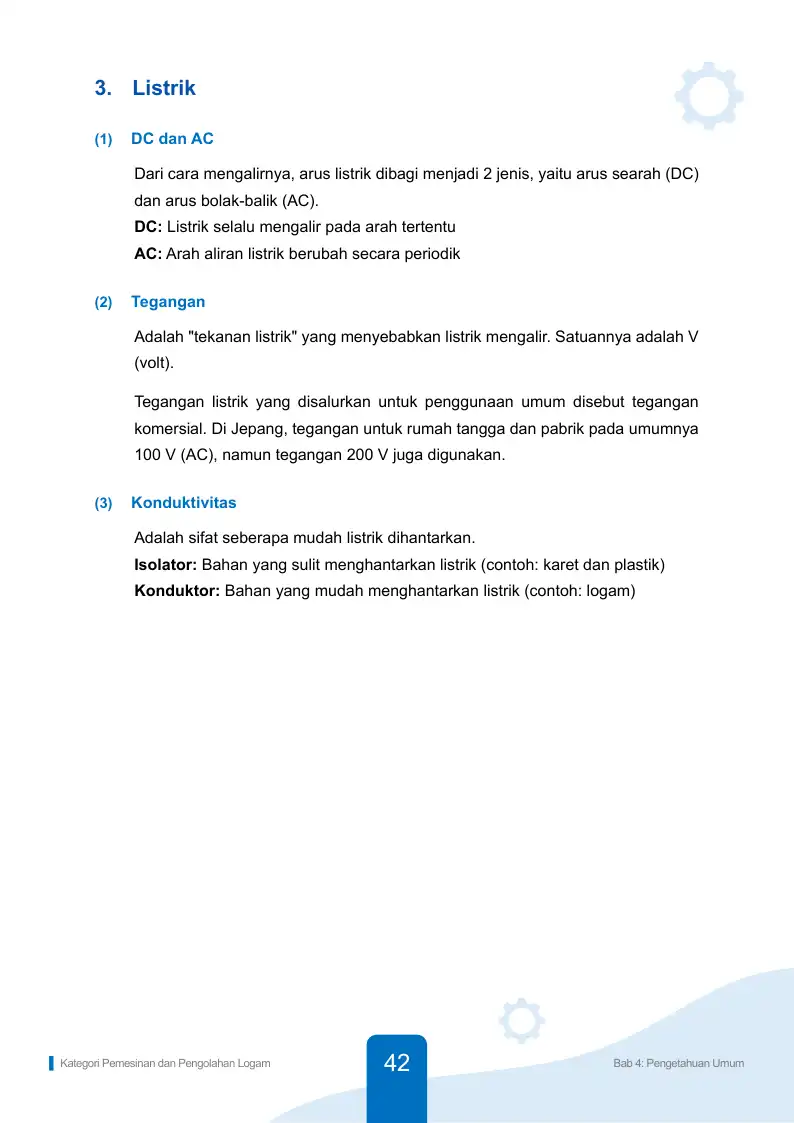 3. Listrik
(1) DC dan AC
Dari cara mengalirnya, arus listrik dibagi menjadi 2 jenis, yaitu arus searah (DC)
dan arus bolak-balik (AC).
DC: Listrik selalu mengalir pada arah tertentu
AC: Arah aliran listrik berubah secara periodik
(2) Tegangan
Adalah "tekanan listrik" yang menyebabkan listrik mengalir. Satuannya adalah V
(volt).
Tegangan listrik yang disalurkan untuk penggunaan umum disebut tegangan
komersial. Di Jepang, tegangan untuk rumah tangga dan pabrik pada umumnya
100 V (AC), namun tegangan 200 V juga digunakan.
(3) Konduktivitas
Adalah sifat seberapa mudah listrik dihantarkan.
Isolator: Bahan yang sulit menghantarkan listrik (contoh: karet dan plastik)
Konduktor: Bahan yang mudah menghantarkan listrik (contoh: logam)
Kategori Pemesinan dan Pengolahan Logam
42
Bab 4: Pengetahuan Umum